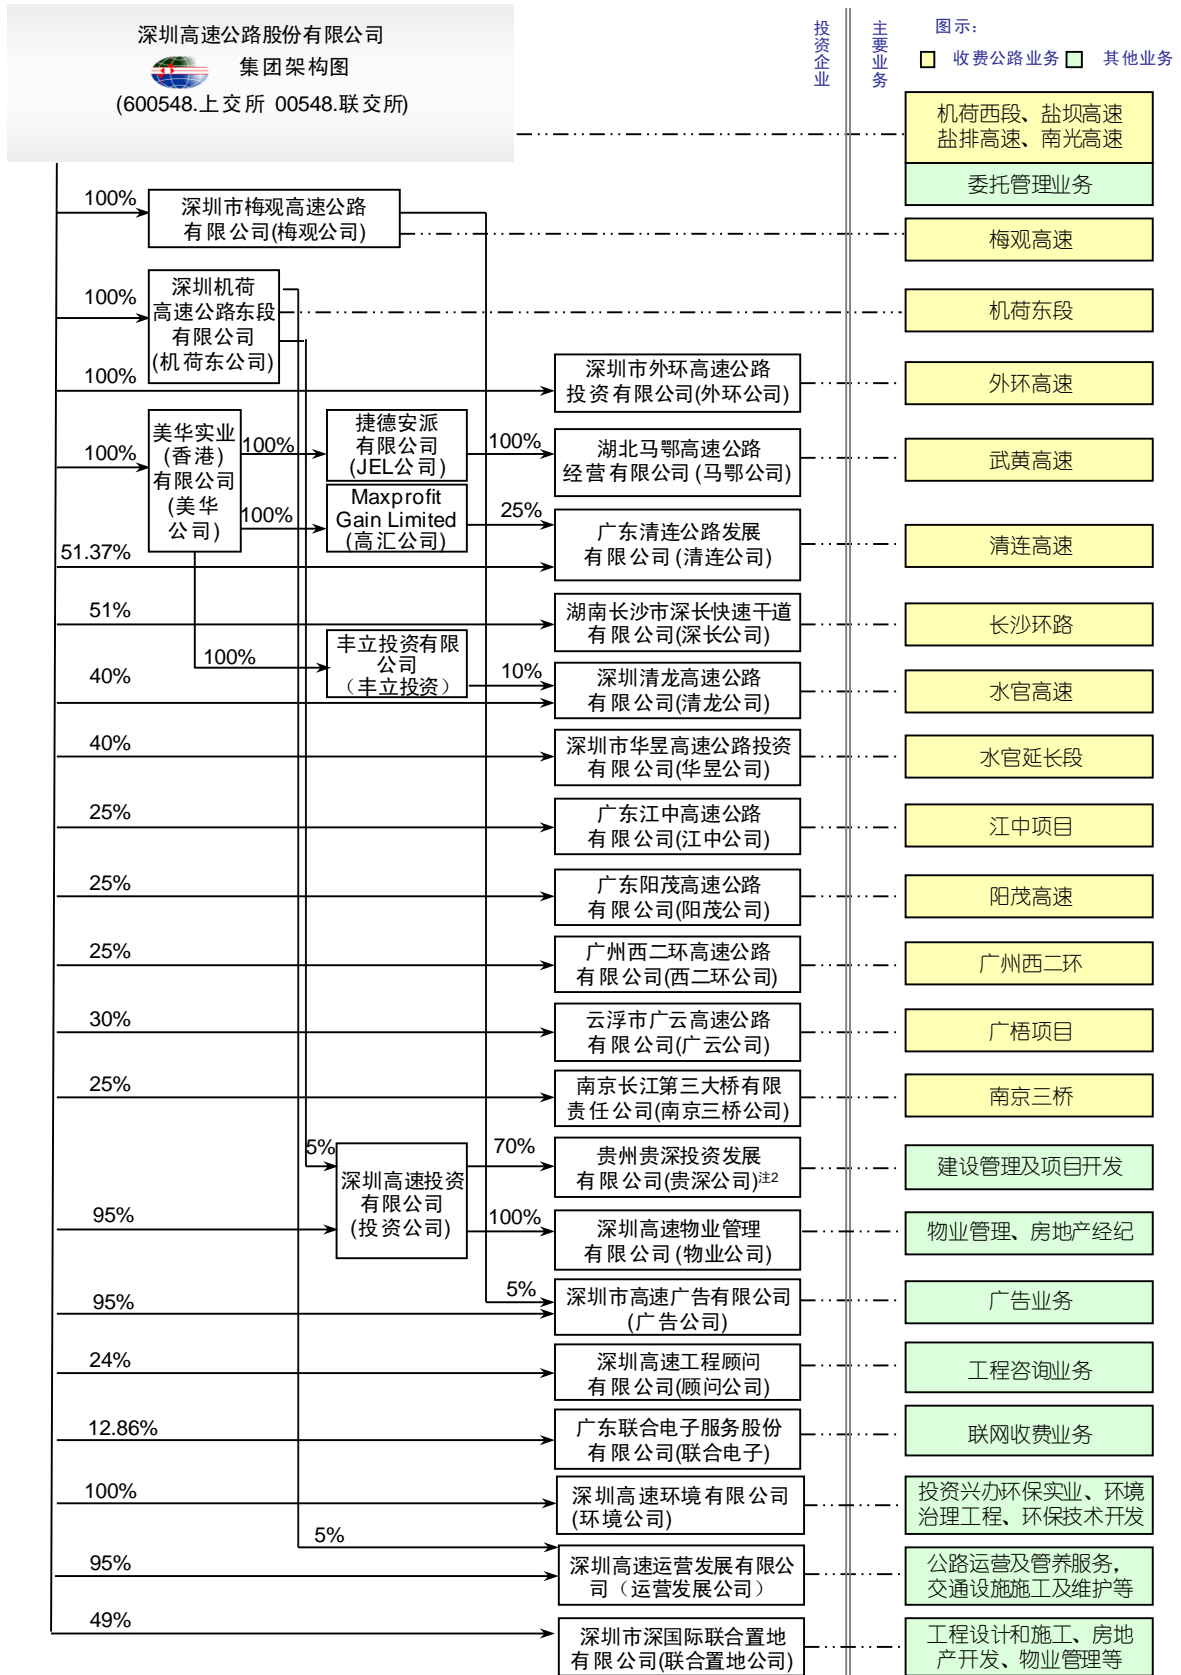 深圳高速公路股份有限公司
集团架构图
(600548.上交所 00548.联交所)
投资企业
主要业务
图示:
收费公路业务
其他业务
机荷西段、盐坝高速
盐排高速、南光高速
委托管理业务
100%
深圳市梅观高速公路
有限公司(梅观公司)
梅观高速
100%
深圳机荷
高速公路东段
有限公司
(机荷东公司)
机荷东段
100%
深圳市外环高速公路
投资有限公司(外环公司)
外环高速
100%
美华实业
(香港)
有限公司
(美华
公司)
100%
捷德安派
有限公司
(JEL公司)
100%
湖北马鄂高速公路
经营有限公司(马鄂公司)
武黄高速
100%
Maxprofit
Gain Limited
(高汇公司)
25%
广东清连公路发展
有限公司(清连公司)
清连高速
51.37%
51%
湖南长沙市深长快速干道
有限公司(深长公司)
长沙环路
100%
丰立投资有限
公司
（丰立投资）
10%
40%
深圳清龙高速公路
有限公司(清龙公司)
水官高速
40%
深圳市华昱高速公路投资
有限公司(华昱公司)
水官延长段
25%
广东江中高速公路
有限公司(江中公司)
江中项目
25%
广东阳茂高速公路
有限公司(阳茂公司)
阳茂高速
25%
广州西二环高速公路
有限公司(西二环公司)
广州西二环
30%
云浮市广云高速公路
有限公司(广云公司)
广梧项目
25%
南京长江第三大桥有限
责任公司(南京三桥公司)
南京三桥
5%
深圳高速投资
有限公司
(投资公司)
70%
贵州贵深投资发展
有限公司(贵深公司)注2
建设管理及项目开发
95%
100%
深圳高速物业管理
有限公司(物业公司)
物业管理、房地产经纪
95%
5%
深圳市高速广告有限公司
(广告公司)
广告业务
24%
深圳高速工程顾问
有限公司(顾问公司)
工程咨询业务
12.86%
广东联合电子服务股份
有限公司(联合电子)
联网收费业务
100%
深圳高速环境有限公司
(环境公司)
投资兴办环保实业、环境
治理工程、环保技术开发
5%
95%
深圳高速运营发展有限公
司（运营发展公司）
公路运营及管养服务，
交通设施施工及维护等
49%
深圳市深国际联合置地
有限公司(联合置地公司)
工程设计和施工、房地
产开发、物业管理等